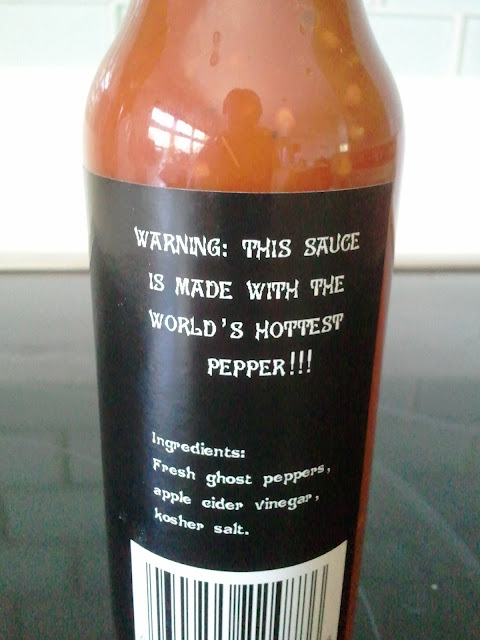 WARNING: THIS SAUCE
IS MADE WITH THE
WORLD'S HOTTEST
PEPPER!!!
Ingredients:
Fresh ghost peppers,
apple cider vinegar,
kosher salt.